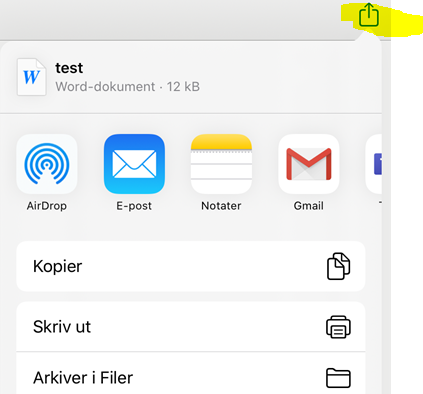 W
test
Word-dokument · 12 kB
AirDrop
E-post
Notater
Gmail
Kopier
Skriv ut
Arkiver i Filer